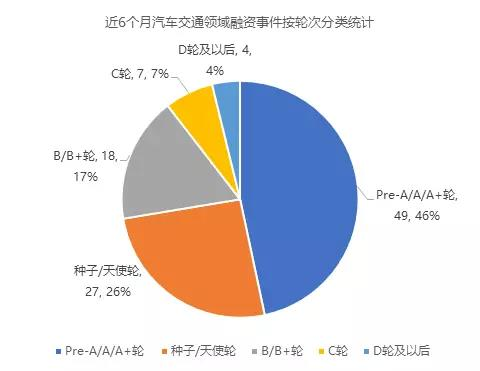 近6个月汽车交通领域融资事件按轮次分类统计
D轮及以后, 4,
4%
C轮, 7, 7%
B/B+轮, 18,
17%
Pre-A/A/A+轮,
49, 46%
种子/天使轮,
27, 26%
Pre-A/A/A+轮 种子/天使轮 B/B+轮 C轮 D轮及以后